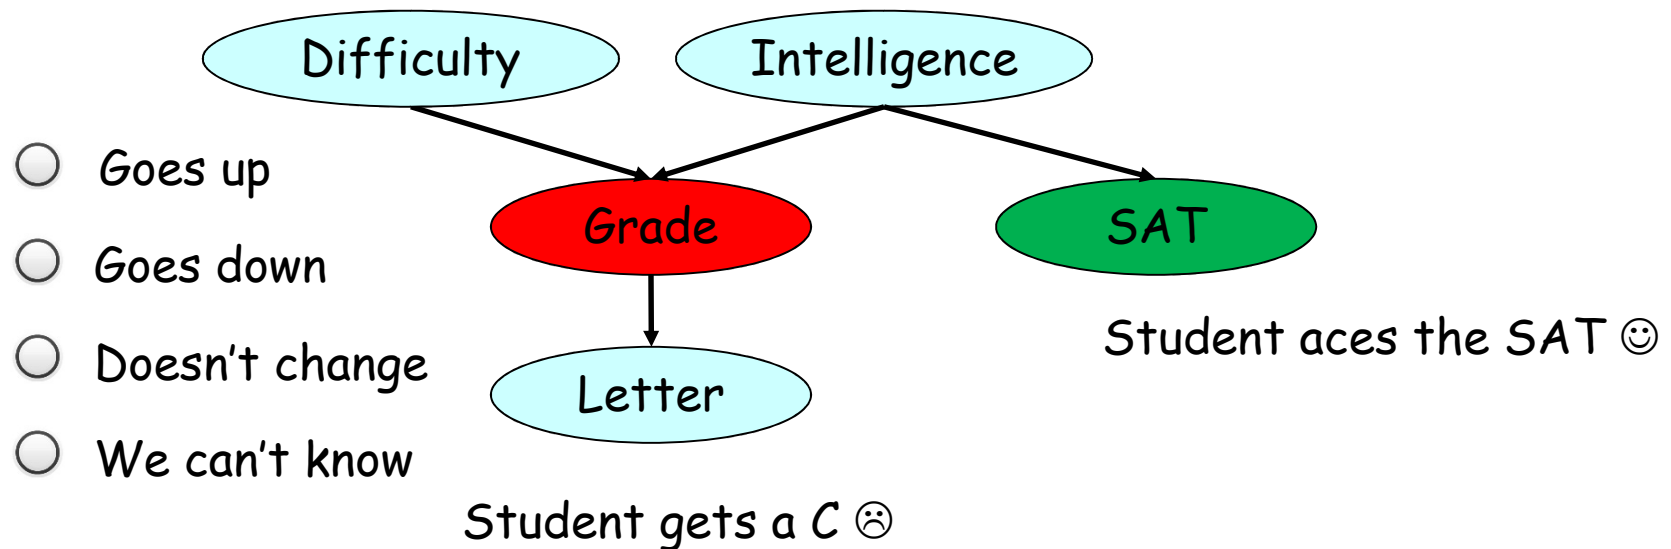 Difficulty
Intelligence
Goes up
Grade
SAT
Goes down
Student aces the SAT ☺
Doesn't change
Letter
We can't know
Student gets a C ☹